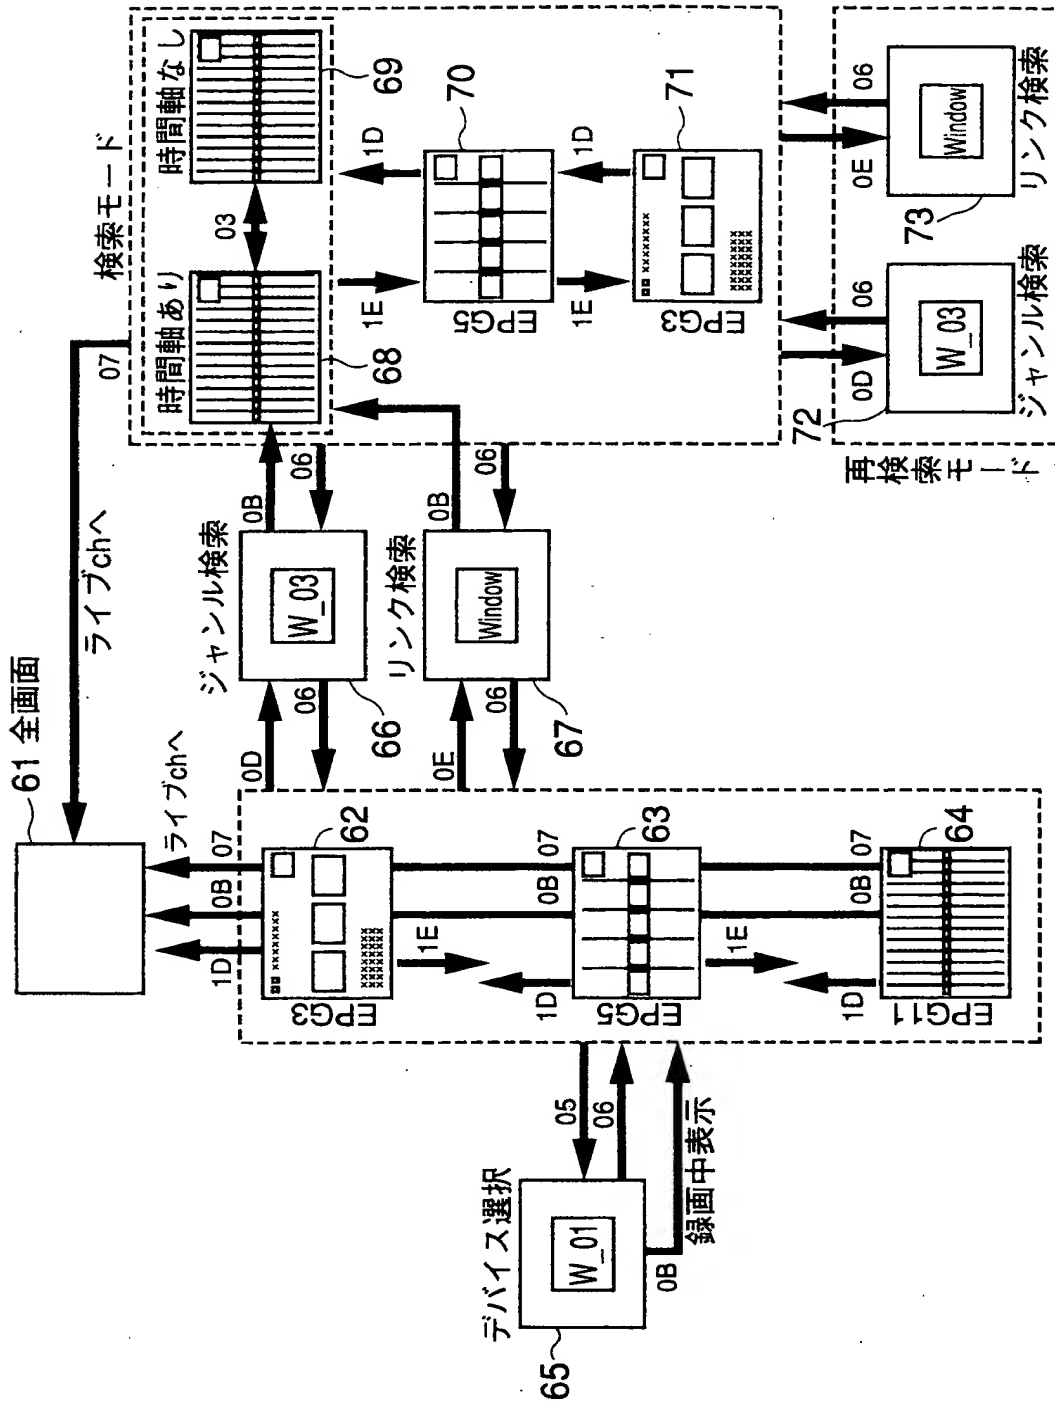 61 全画面
ライブchへ
07
ライブchへ
1D
0B
07
62
EPG3
□□ ×××××××××
××××××××
××××××××
1E
1D
0B
07
63
EPG5
1E
1D
0B
07
64
EPG11
デバイス選択
W_01
65
05
06
0B
録画中表示
0D
06
ジャンル検索
W_03
66
0B
06
0E
06
リンク検索
Window
67
0B
06
検索モード
時間軸あり
68
03
時間軸なし
69
1E
1D
70
EPG5
1E
1D
71
EPG3
□□ ×××××××××
××××××××
××××××××
再検索モード
0D
06
W_03
72
ジャンル検索
0E
06
Window
73
リンク検索